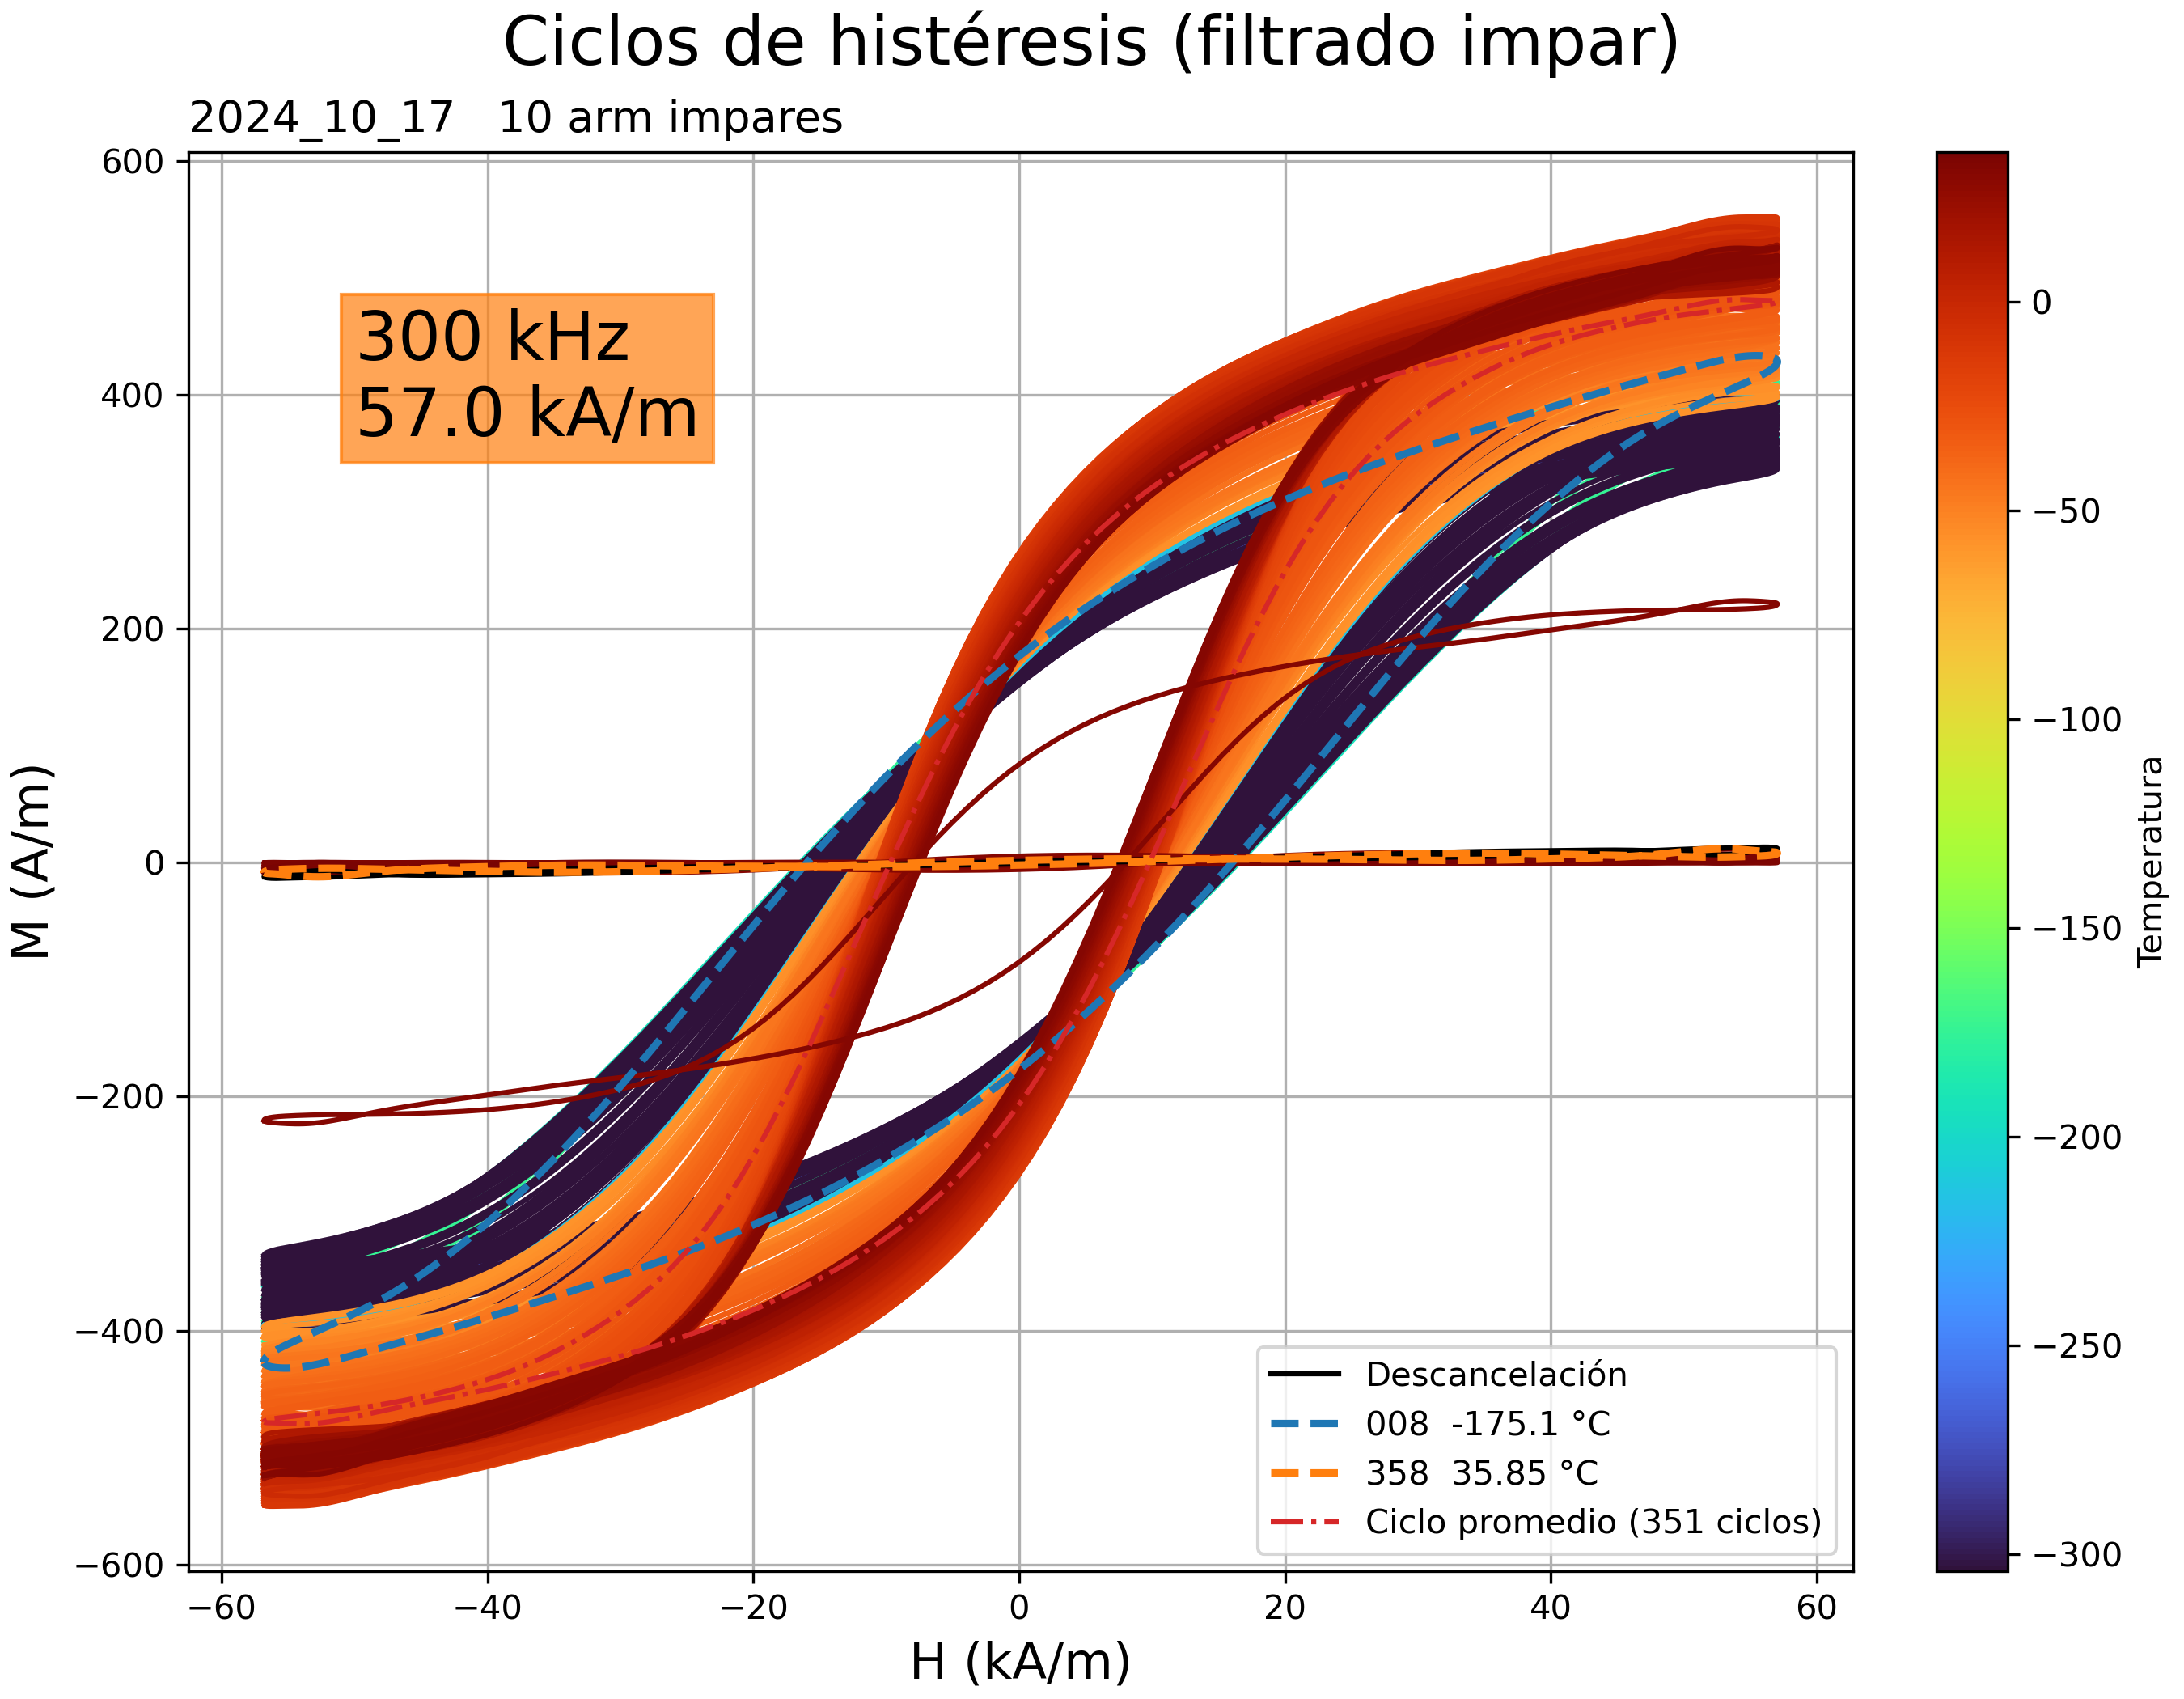 Ciclos de histéresis (filtrado impar)
2024_10_17   10 arm impares
300 kHz
57.0 kA/m
600
400
200
0
−200
−400
−600
M (A/m)
−60
−40
−20
0
20
40
60
H (kA/m)
Descancelación
008  -175.1 °C
358  35.85 °C
Ciclo promedio (351 ciclos)
0
−50
−100
−150
−200
−250
−300
Temperatura